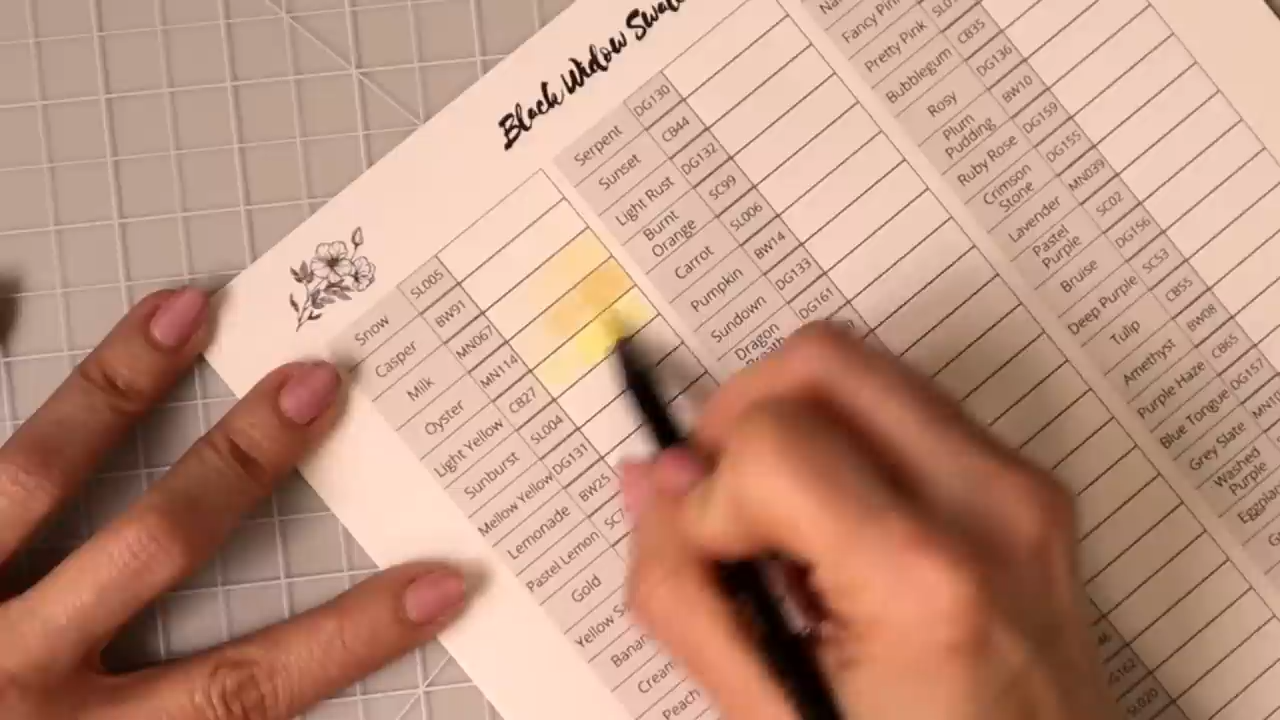 Black Widow
Snow SL005
Casper BW91
Milk MN067
Oyster MN114
Light Yellow CB27
Sunburst SL004
Mellow Yellow DG131
Lemonade BW25
Pastel Lemon
Gold
Yellow
Peach
Serpent DG130
Sunset CB44
Light Rust DG132
Burnt
Orange SC99
Carrot SL006
Pumpkin BW14
Sundown DG133
Dragon DG161
Fancy Pink
Pretty Pink CB35
Bubblegum DG136
Rosy BW10
Plum
Pudding DG159
Ruby Rose DG155
Crimson
Stone MN039
Lavender SC02
Pastel
Purple DG156
Bruise SC53
Deep Purple CB55
Tulip BW08
Amethyst CB65
Purple Haze DG157
Blue Tongue
Grey Slate
Washed
Purple
SL020